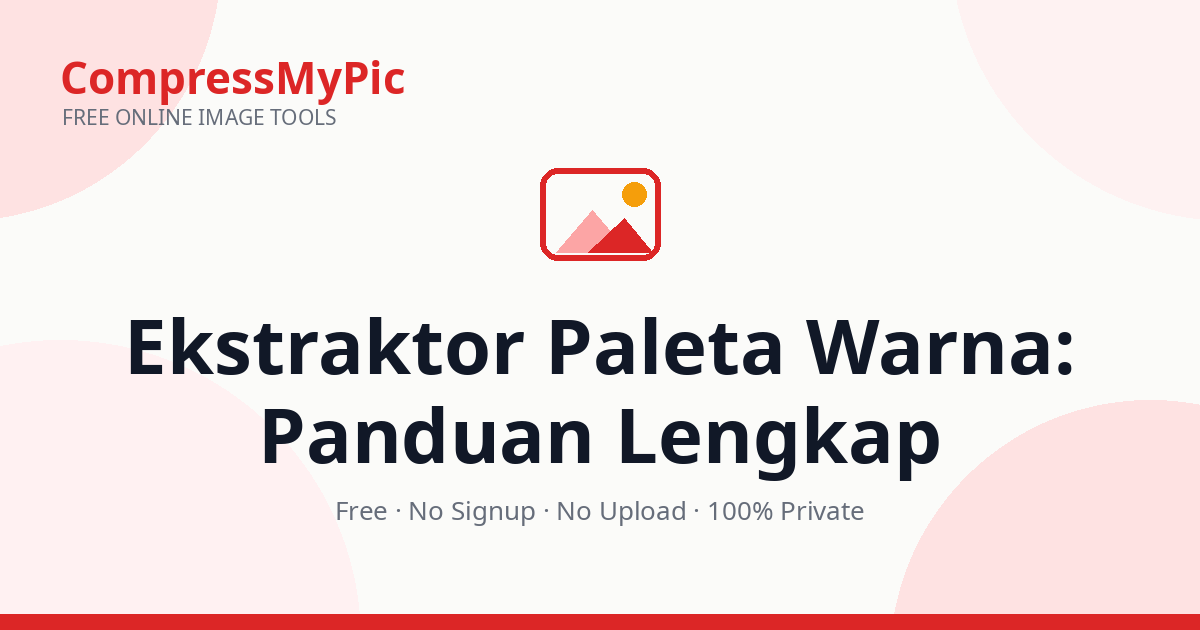 CompressMyPic
FREE ONLINE IMAGE TOOLS
Ekstraktor Paleta Warna:
Panduan Lengkap
Free · No Signup · No Upload · 100% Private